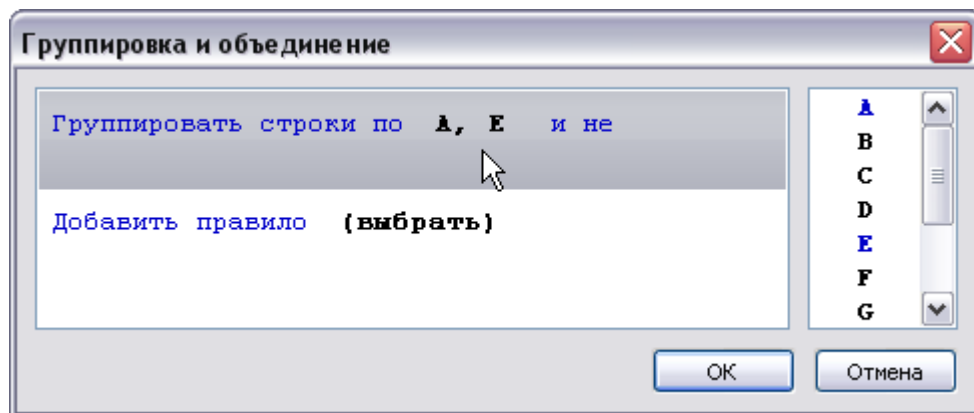 Группировка и объединение
Группировать строки по A, E и не
Добавить правило (выбрать)
A
B
C
D
E
F
G
OK
Отмена